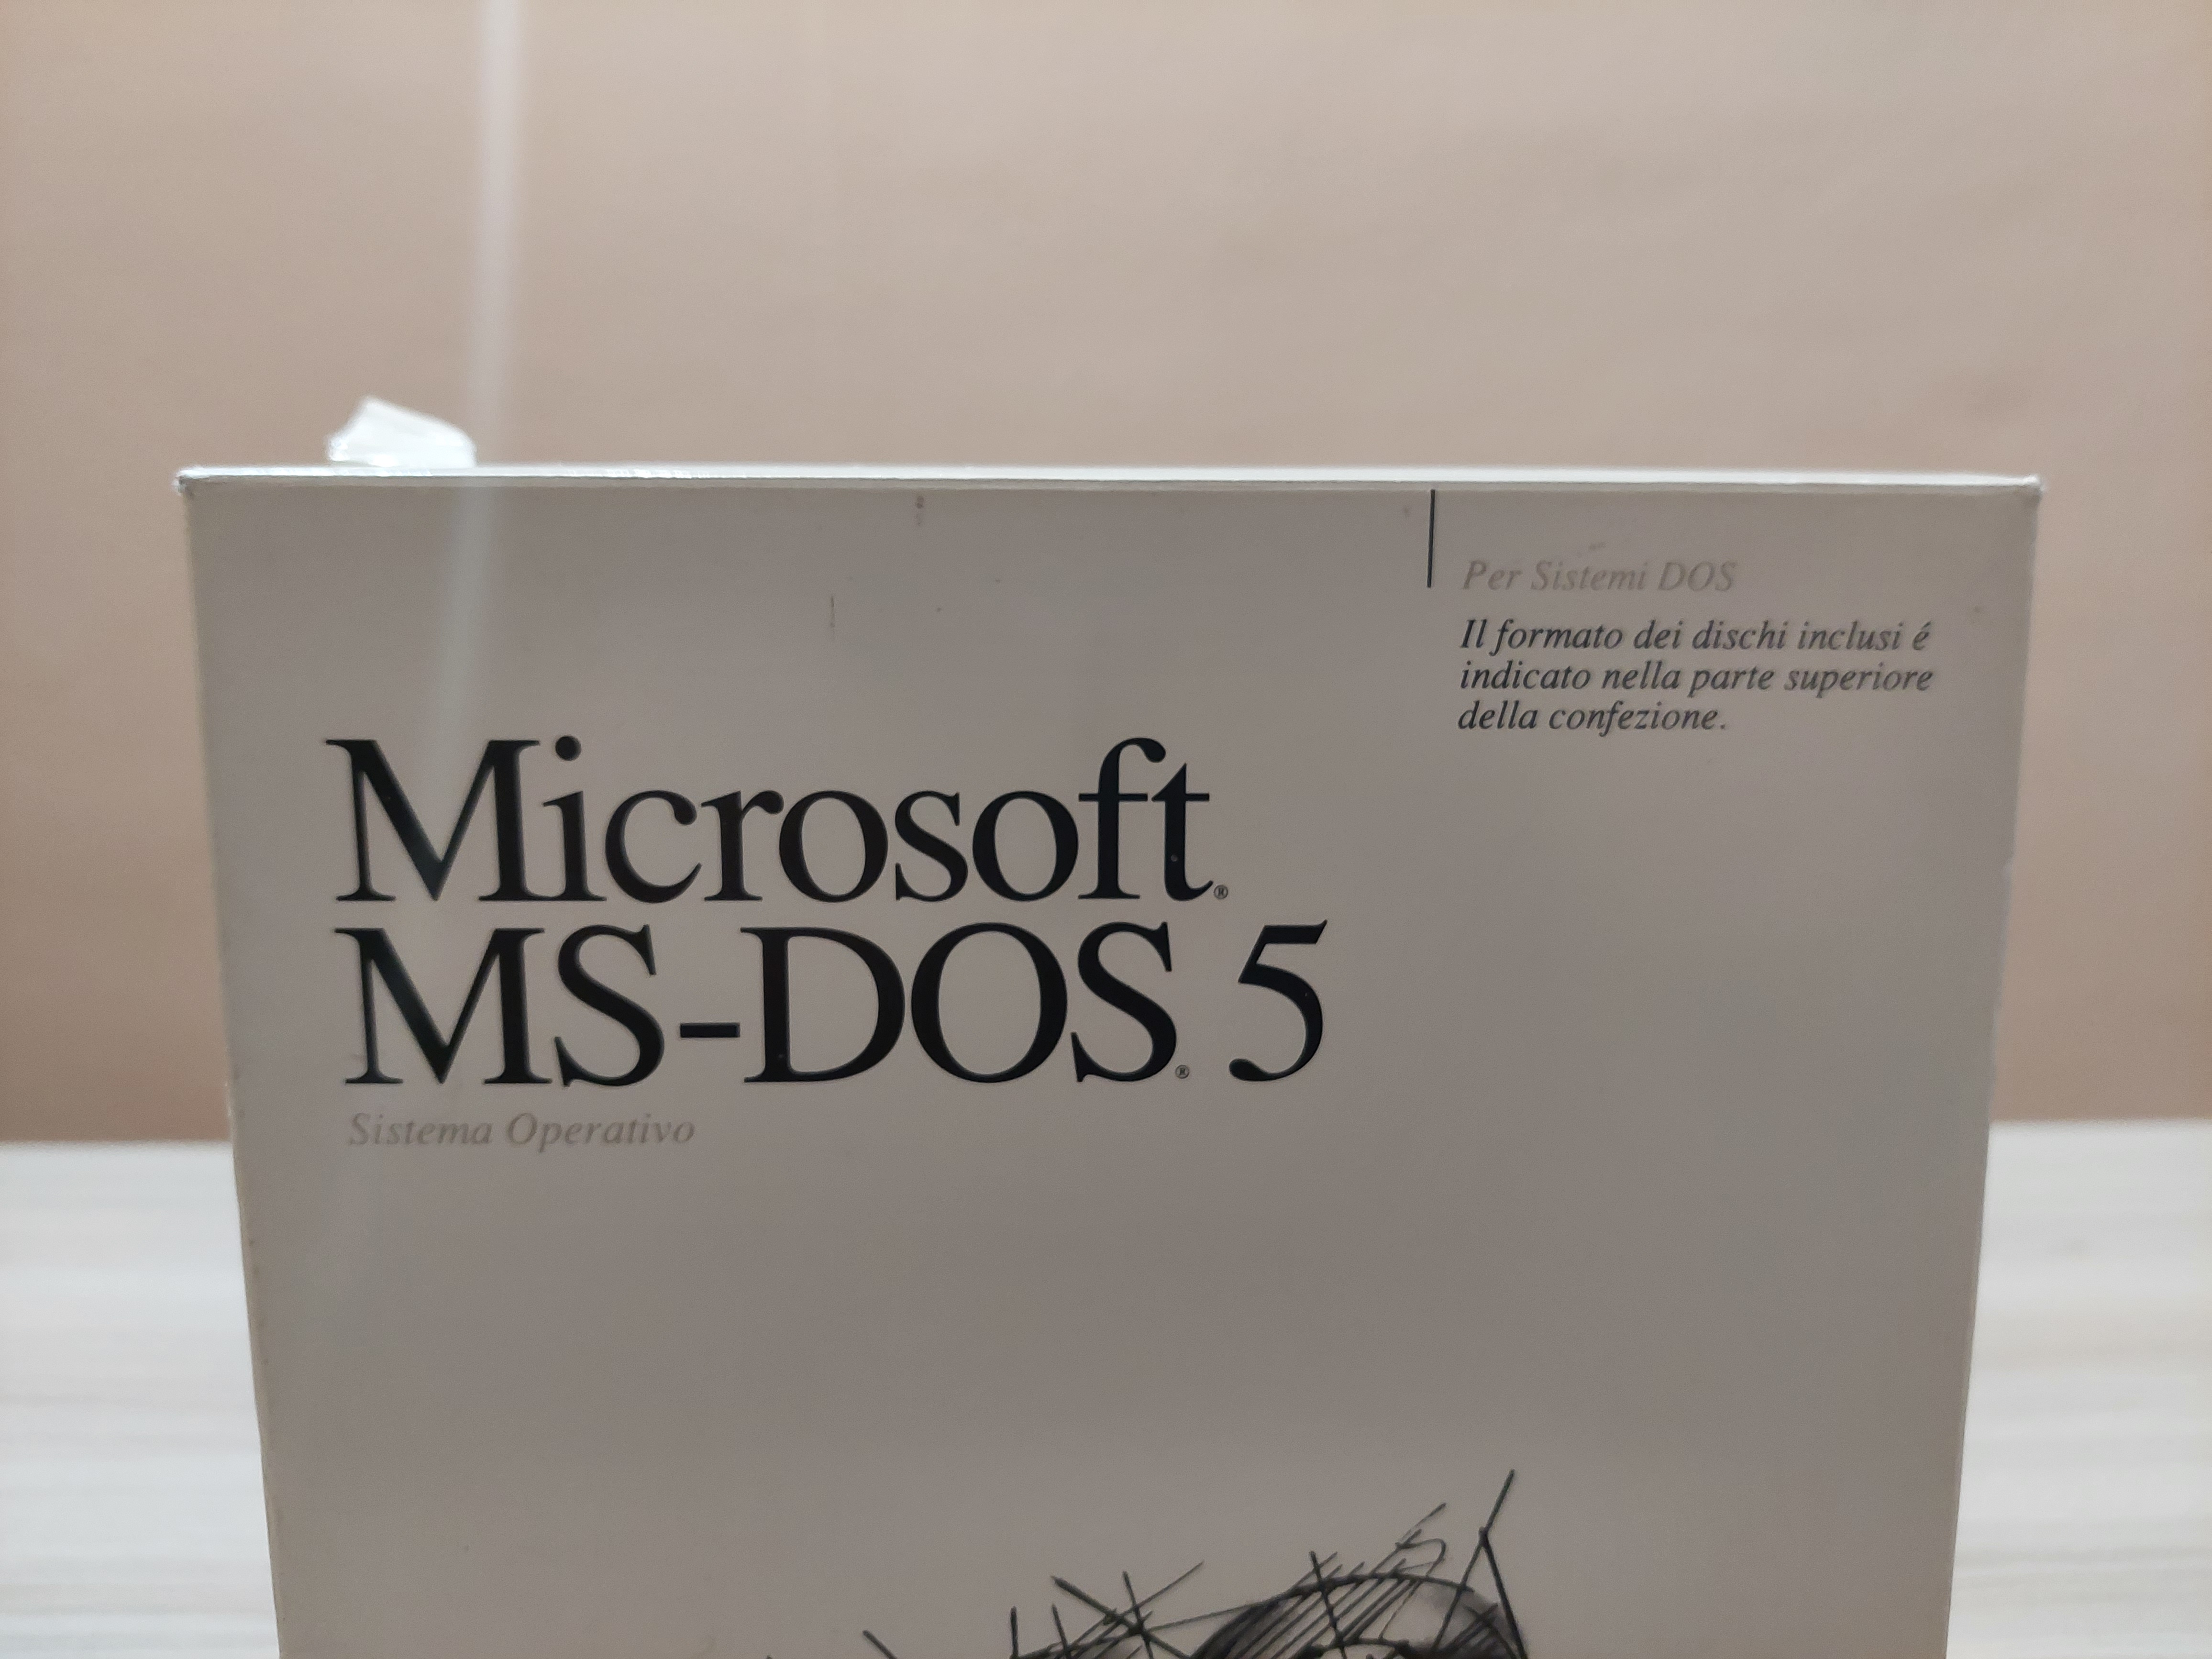 Per Sistemi DOS
Il formato dei dischi inclusi é
indicato nella parte superiore
della confezione.
Microsoft®
MS-DOS® 5
Sistema Operativo